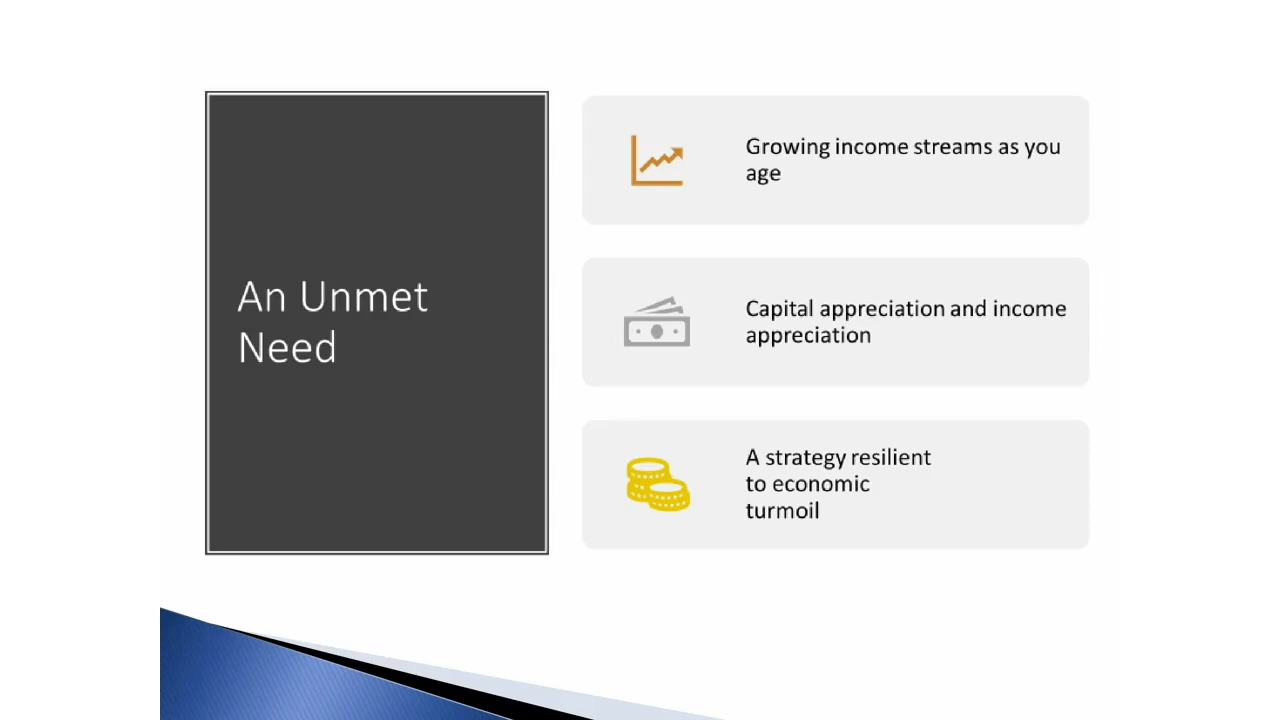 An Unmet
Need
Growing income streams as you
age
Capital appreciation and income
appreciation
A strategy resilient
to economic
turmoil